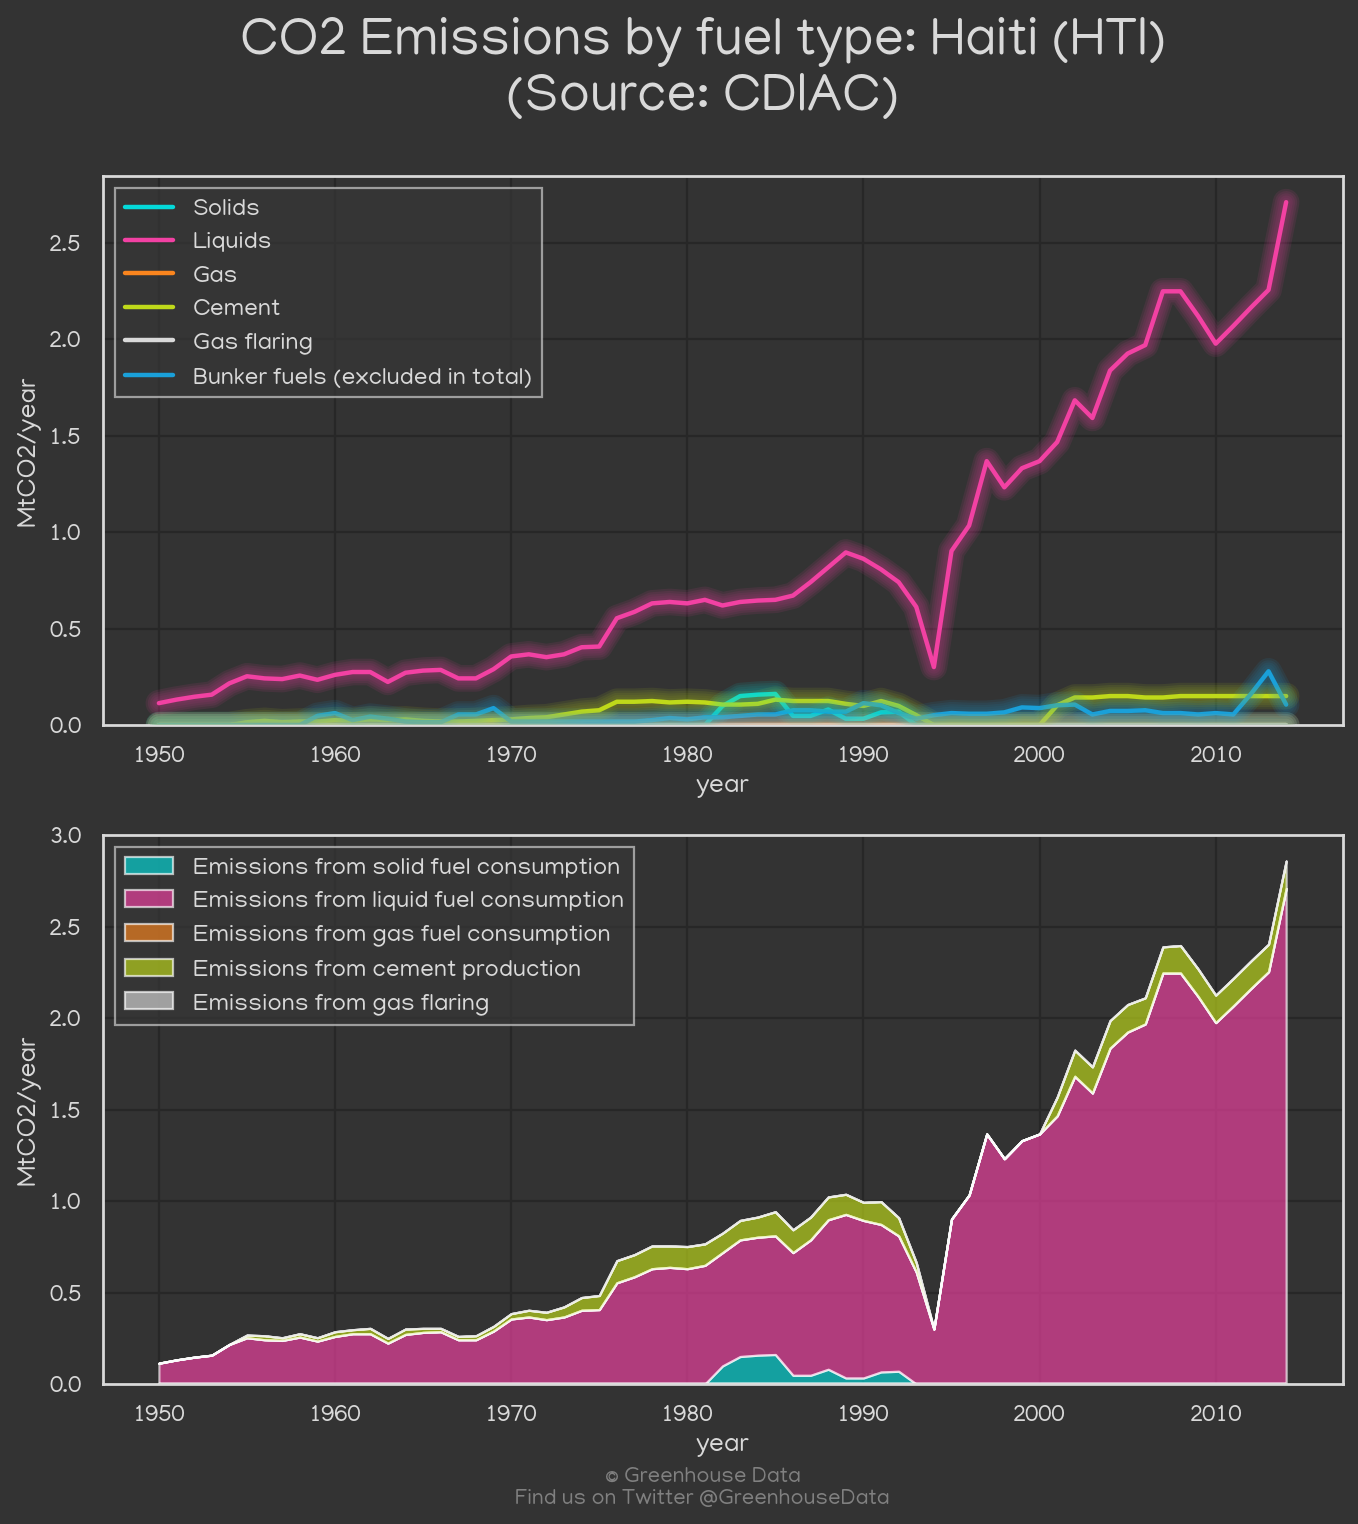 CO2 Emissions by fuel type: Haiti (HTI)
(Source: CDIAC)
Solids
Liquids
Gas
Cement
Gas flaring
Bunker fuels (excluded in total)
MtCO2/year
2.5
2.0
1.5
1.0
0.5
0.0
1950 1960 1970 1980 1990 2000 2010
year
Emissions from solid fuel consumption
Emissions from liquid fuel consumption
Emissions from gas fuel consumption
Emissions from cement production
Emissions from gas flaring
MtCO2/year
3.0
2.5
2.0
1.5
1.0
0.5
0.0
1950 1960 1970 1980 1990 2000 2010
year
© Greenhouse Data
Find us on Twitter @GreenhouseData